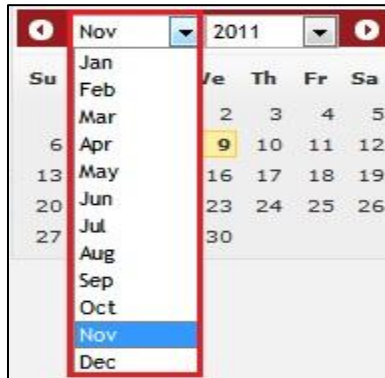 Nov 2011
Jan
Su Feb Th Fr Sa
Mar 2 3 4 5
6 Apr 9 10 11 12
13 May 16 17 18 19
20 Jun 23 24 25 26
27 Jul 30
Aug
Sep
Oct
Nov
Dec